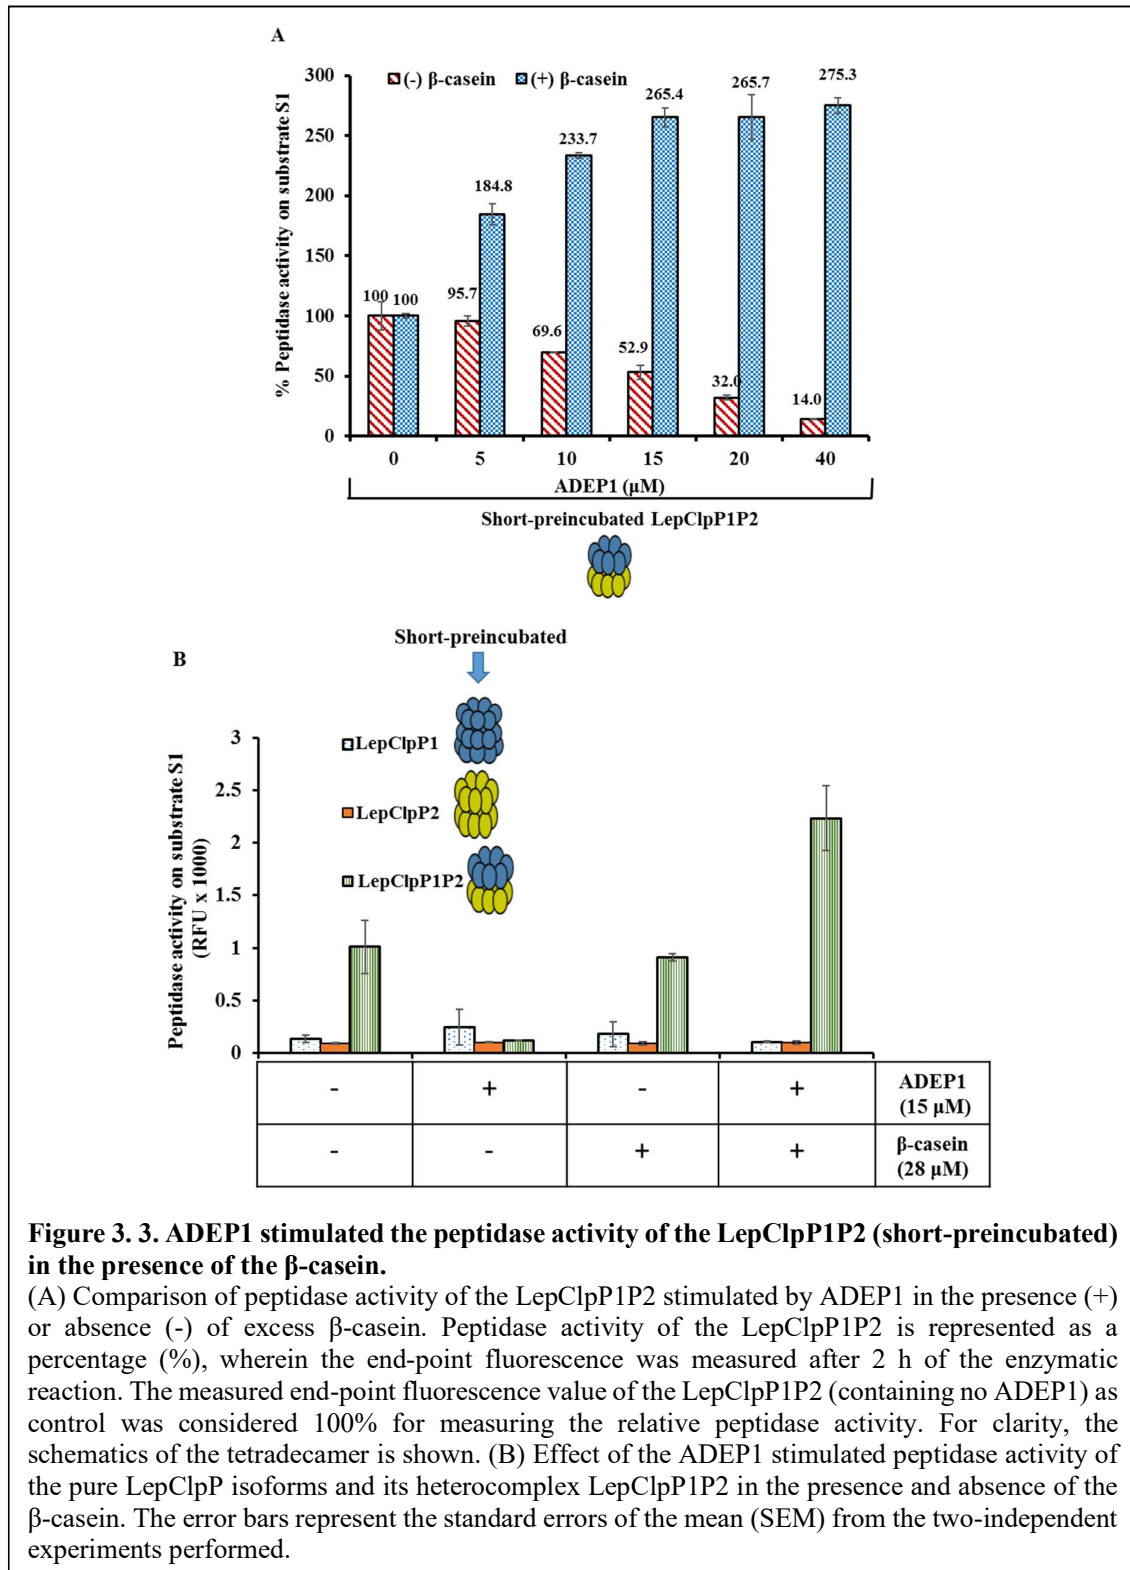 A
300
(-) β-casein
(+) β-casein
250
200
150
100
50
0
% Peptidase activity on substrate S1
100
100
95.7
184.8
69.6
233.7
52.9
265.4
32.0
265.7
14.0
275.3
0 5 10 15 20 40
ADEP1 (μM)
Short-preincubated LepClpP1P2
Short-preincubated
B
3
2.5
2
1.5
1
0.5
0
Peptidase activity on substrate S1
(RFU x 1000)
LepClpP1
LepClpP2
LepClpP1P2
- + - + ADEP1
(15 μM)
- - + + β-casein
(28 μM)
Figure 3. 3. ADEP1 stimulated the peptidase activity of the LepClpP1P2 (short-preincubated)
in the presence of the β-casein.
(A) Comparison of peptidase activity of the LepClpP1P2 stimulated by ADEP1 in the presence (+)
or absence (-) of excess β-casein. Peptidase activity of the LepClpP1P2 is represented as a
percentage (%), wherein the end-point fluorescence was measured after 2 h of the enzymatic
reaction. The measured end-point fluorescence value of the LepClpP1P2 (containing no ADEP1) as
control was considered 100% for measuring the relative peptidase activity. For clarity, the
schematics of the tetradecamer is shown. (B) Effect of the ADEP1 stimulated peptidase activity of
the pure LepClpP isoforms and its heterocomplex LepClpP1P2 in the presence and absence of the
β-casein. The error bars represent the standard errors of the mean (SEM) from the two-independent
experiments performed.